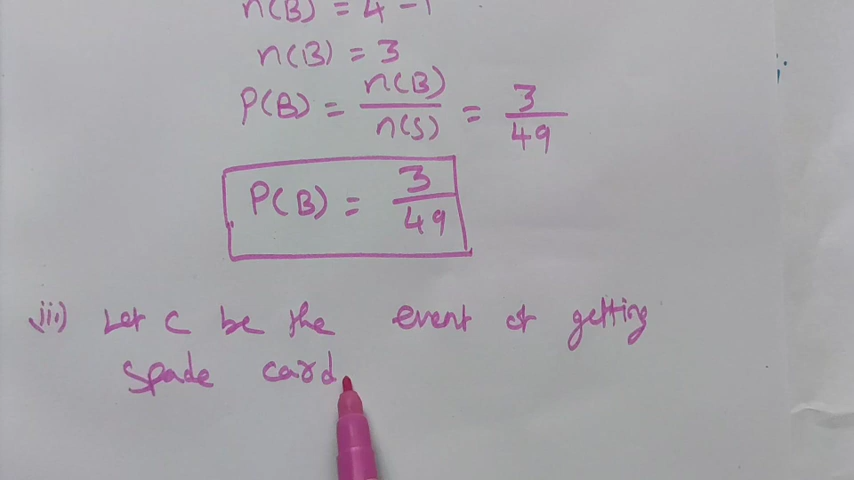 n(B) = 4 - 1
n(B) = 3
P(B) = n(B) / n(S) = 3 / 49
P(B) = 3 / 49
iii) Let C be the event of getting
spade card